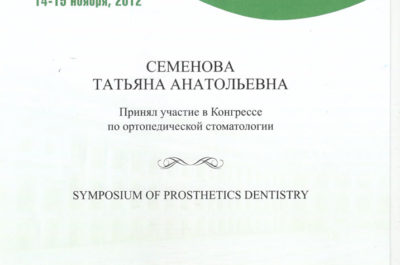 14-15 ноября, 2012
СЕМЕНОВА
ТАТЬЯНА АНАТОЛЬЕВНА
Принял участие в Конгрессе
по ортопедической стоматологии
SYMPOSIUM OF PROSTHETICS DENTISTRY